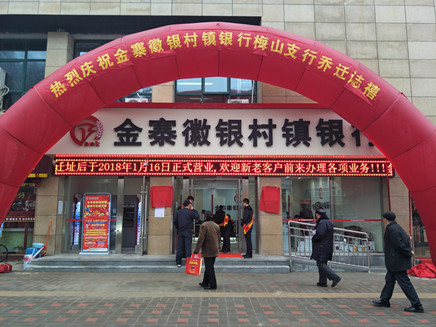 热烈庆祝金寨徽银村镇银行梅山支行乔迁誌禧
金寨徽银村镇银行
迁址后于2018年1月16日正式营业,欢迎新老客户前来办理各项业务!!!